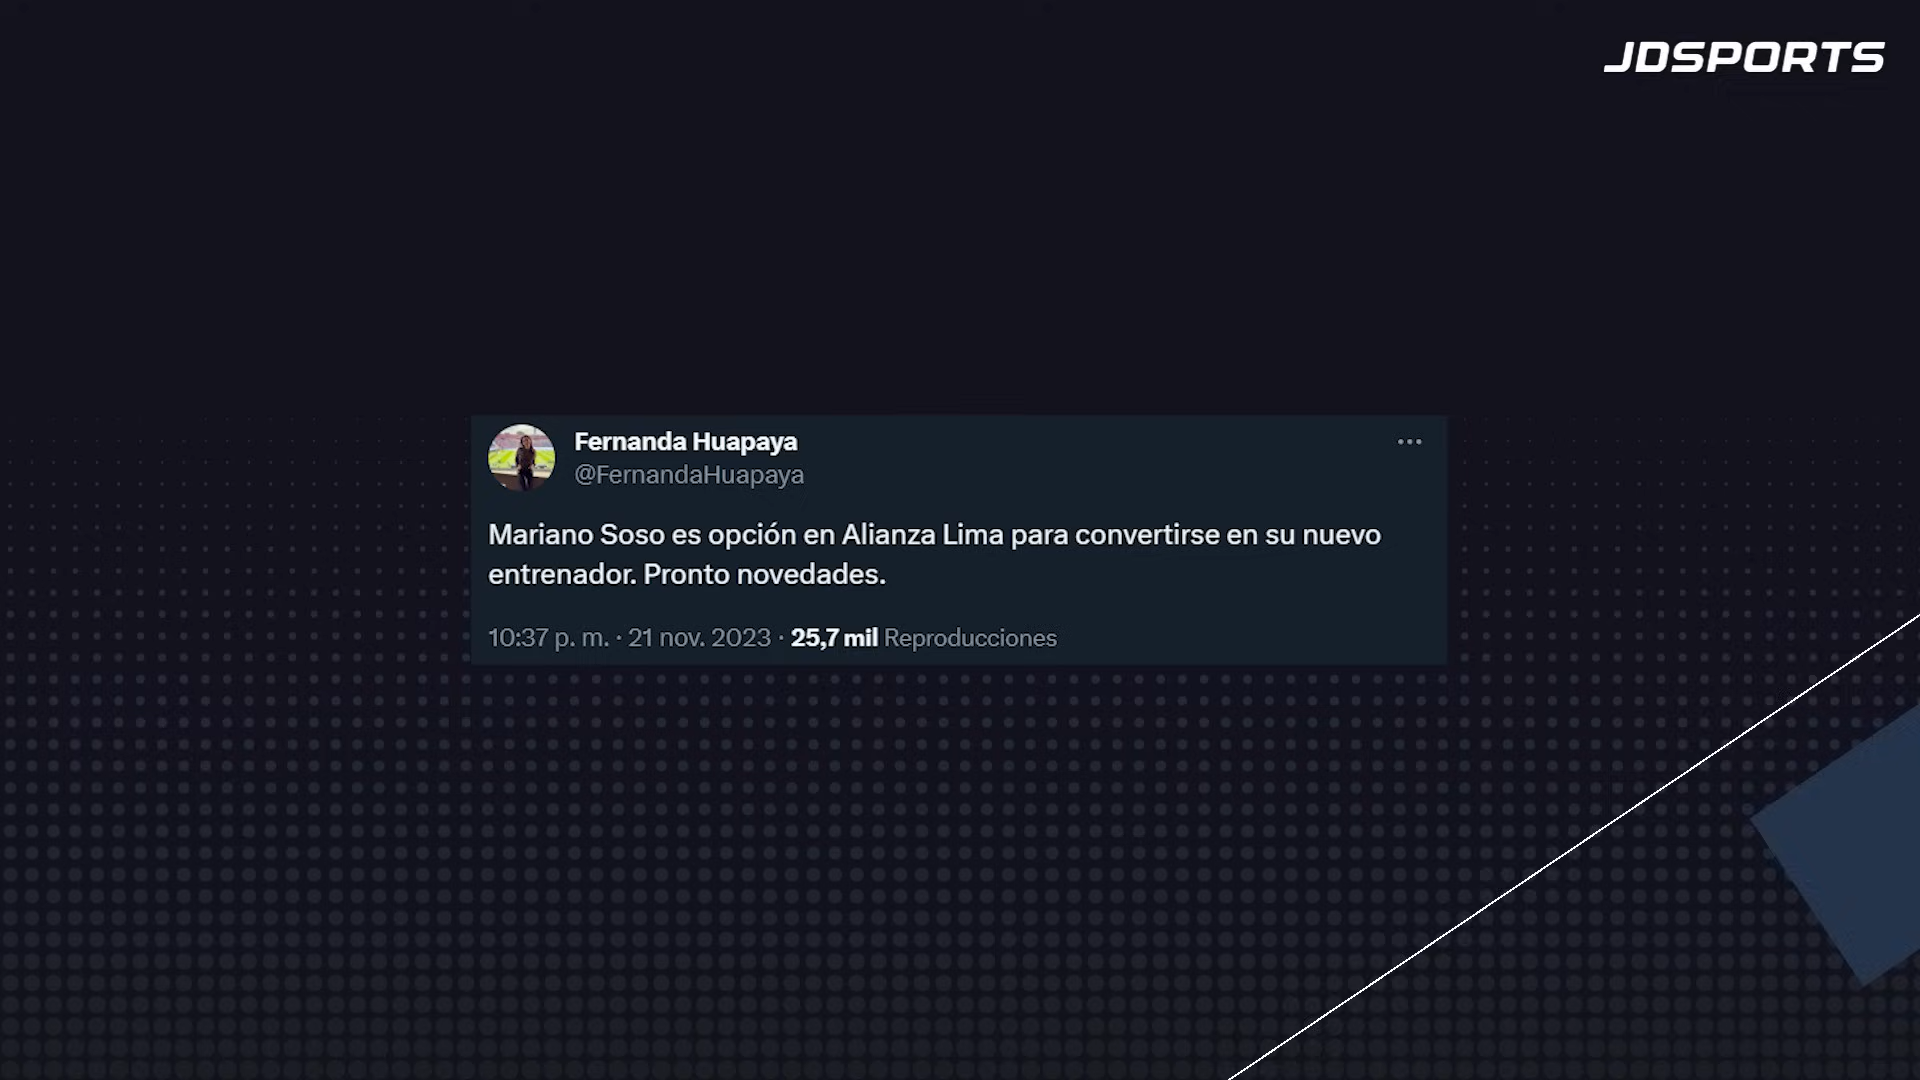 JDSPORTS
Fernanda Huapaya
@FernandaHuapaya
Mariano Soso es opción en Alianza Lima para convertirse en su nuevo
entrenador. Pronto novedades.
10:37 p. m. · 21 nov. 2023 · 25,7 mil Reproducciones